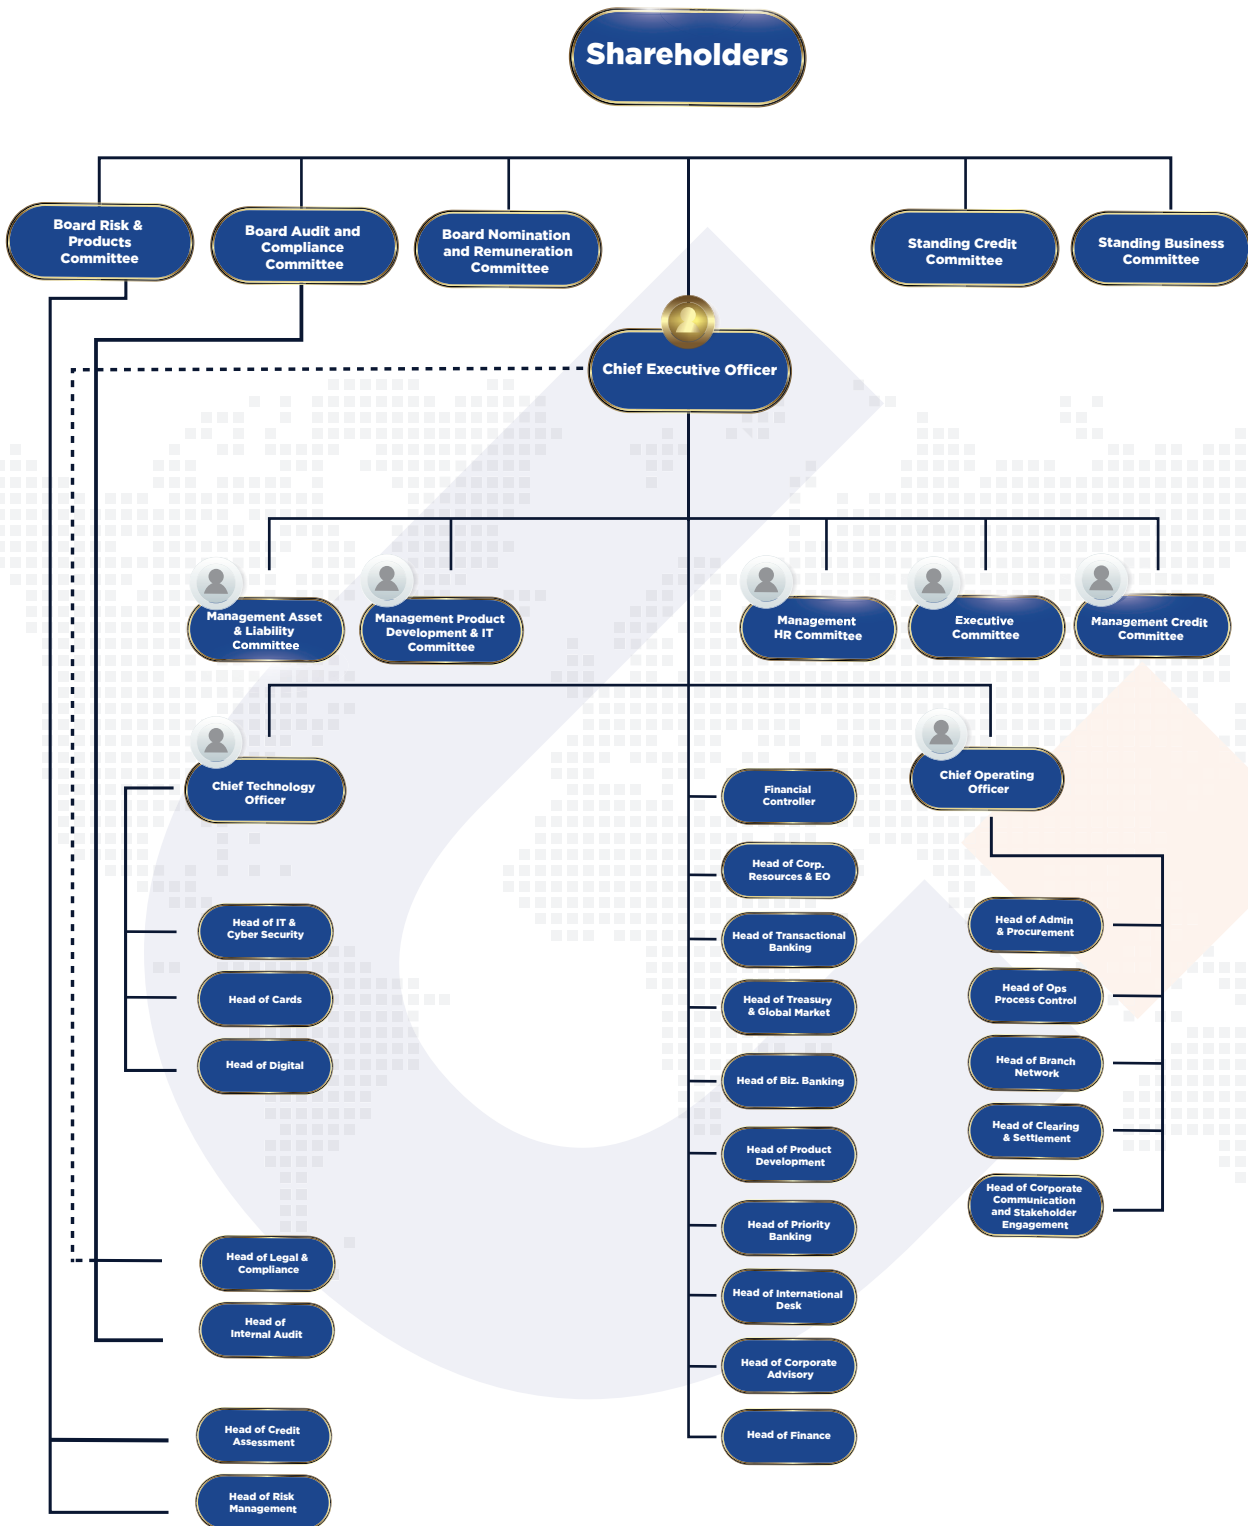 Shareholders
Board Risk &
Products
Committee
Board Audit and
Compliance
Committee
Board Nomination
and Remuneration
Committee
Standing Credit
Committee
Standing Business
Committee
Chief Executive Officer
Management Asset
& Liability
Committee
Management Product
Development & IT
Committee
Management
HR Committee
Executive
Committee
Management Credit
Committee
Chief Technology
Officer
Chief Operating
Officer
Head of IT &
Cyber Security
Head of Cards
Head of Digital
Head of Legal &
Compliance
Head of
Internal Audit
Head of Credit
Assessment
Head of Risk
Management
Financial
Controller
Head of Corp.
Resources & EO
Head of Transactional
Banking
Head of Treasury
& Global Market
Head of Biz. Banking
Head of Product
Development
Head of Priority
Banking
Head of International
Desk
Head of Corporate
Advisory
Head of Finance
Head of Admin
& Procurement
Head of Ops
Process Control
Head of Branch
Network
Head of Clearing
& Settlement
Head of Corporate
Communication
and Stakeholder
Engagement